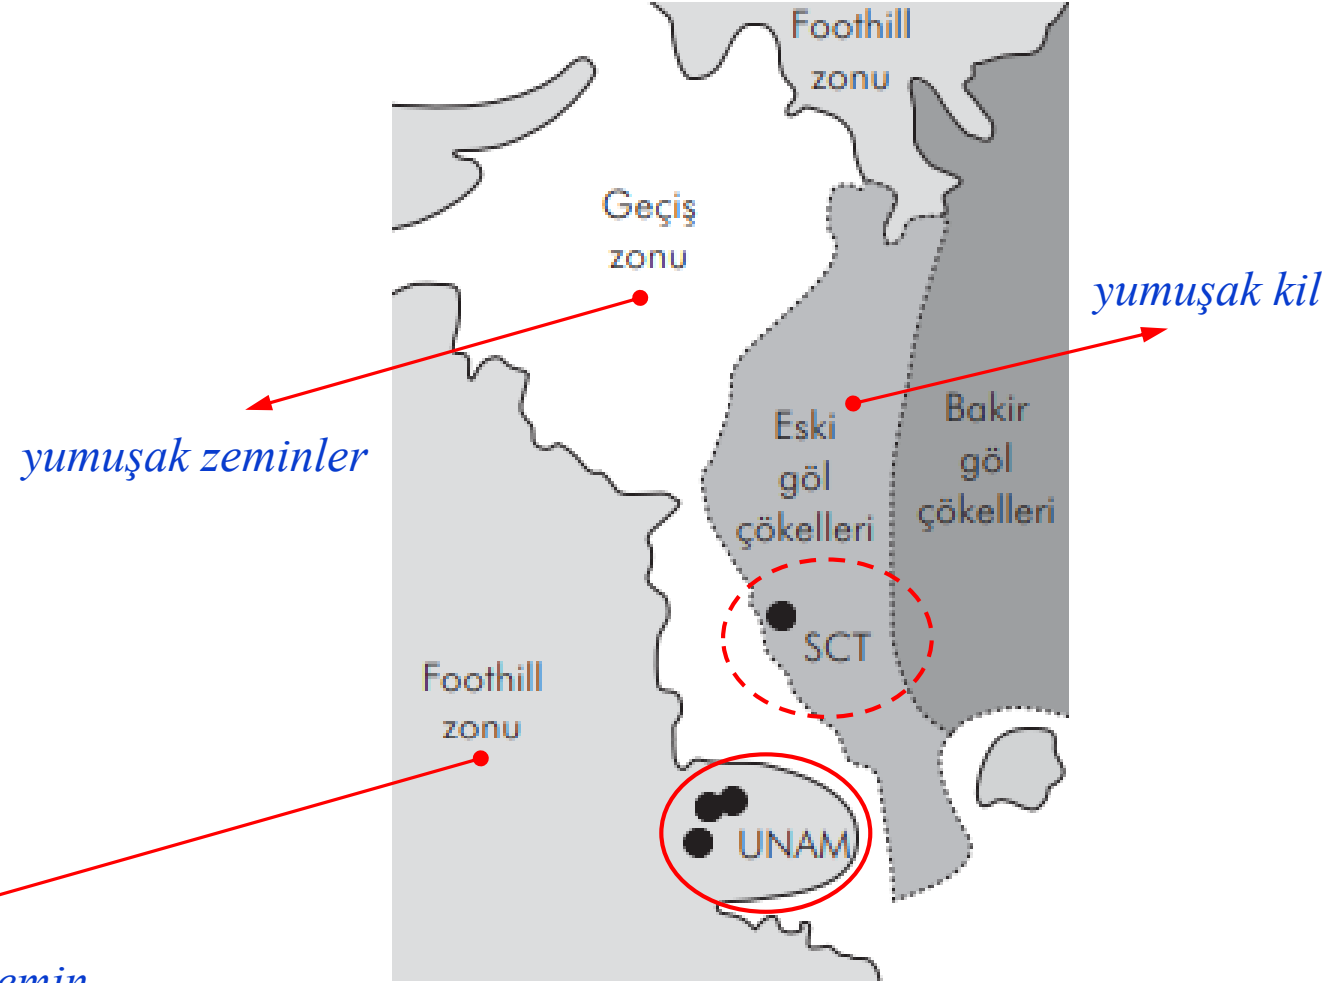 Foothill
zonu
Geçiş
zonu
yumuşak kil
yumuşak zeminler
Eski
göl
çökelleri
Bakir
göl
çökelleri
SCT
Foothill
zonu
UNAM